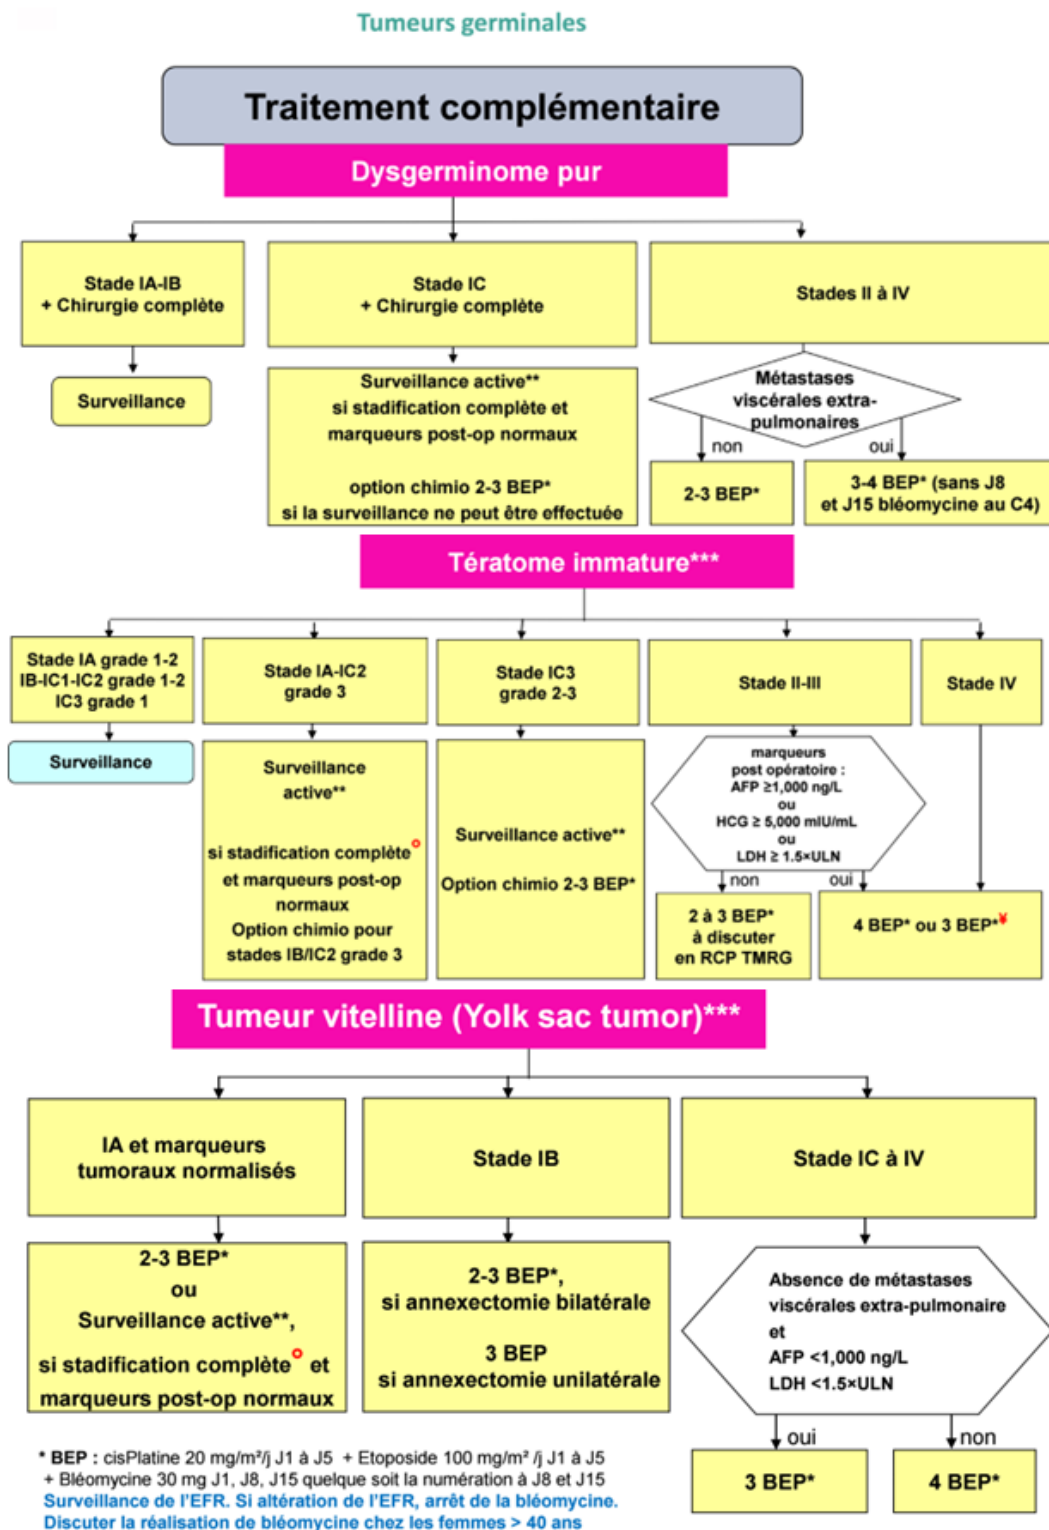 Tumeurs germinales
Traitement complémentaire
Dysgerminome pur
Stade IA-IB
+ Chirurgie complète
Stade IC
+ Chirurgie complète
Stades II à IV
Surveillance
Surveillance active**
si stadification complète et
marqueurs post-op normaux
option chimio 2-3 BEP*
si la surveillance ne peut être effectuée
Métastases
viscérales extra-
pulmonaires
non
oui
2-3 BEP*
3-4 BEP* (sans J8
et J15 bléomycine au C4)
Tératome immature***
Stade IA grade 1-2
IB-IC1-IC2 grade 1-2
IC3 grade 1
Stade IA-IC2
grade 3
Stade IC3
grade 2-3
Stade II-III
Stade IV
Surveillance
Surveillance
active**
si stadification complète°
et marqueurs post-op
normaux
Option chimio pour
stades IB/IC2 grade 3
Surveillance active**
Option chimio 2-3 BEP*
marqueurs
post opératoire :
AFP ≥1,000 ng/L
ou
HCG ≥ 5,000 mIU/mL
ou
LDH ≥ 1.5×ULN
non
oui
2 à 3 BEP*
à discuter
en RCP TMRG
4 BEP* ou 3 BEP*¥
Tumeur vitelline (Yolk sac tumor)***
IA et marqueurs
tumoraux normalisés
Stade IB
Stade IC à IV
2-3 BEP*
ou
Surveillance active**,
si stadification complète° et
marqueurs post-op normaux
2-3 BEP*,
si annexectomie bilatérale
3 BEP
si annexectomie unilatérale
Absence de métastases
viscérales extra-pulmonaire
et
AFP <1,000 ng/L
LDH <1.5×ULN
oui
non
3 BEP*
4 BEP*
* BEP : cisPlatine 20 mg/m²/j J1 à J5 + Etoposide 100 mg/m² /j J1 à J5
+ Bléomycine 30 mg J1, J8, J15 quelque soit la numération à J8 et J15
Surveillance de l'EFR. Si altération de l'EFR, arrêt de la bléomycine.
Discuter la réalisation de bléomycine chez les femmes > 40 ans